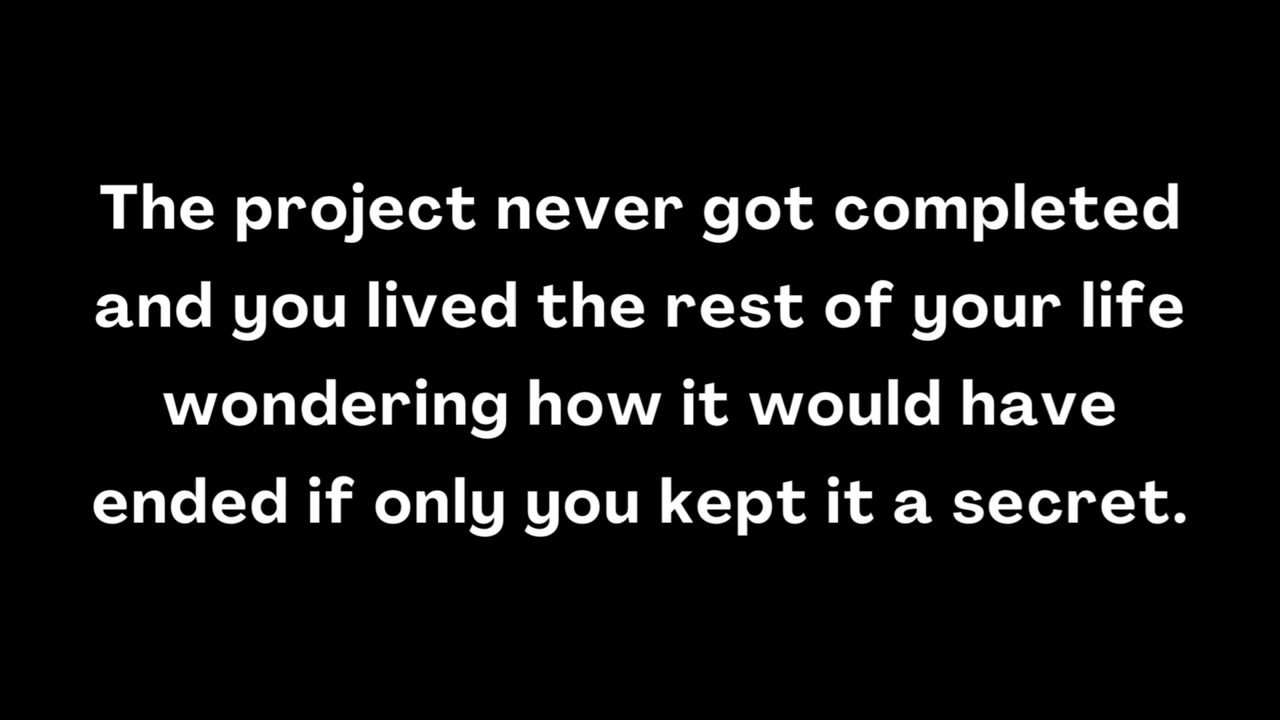 The project never got completed
and you lived the rest of your life
wondering how it would have
ended if only you kept it a secret.